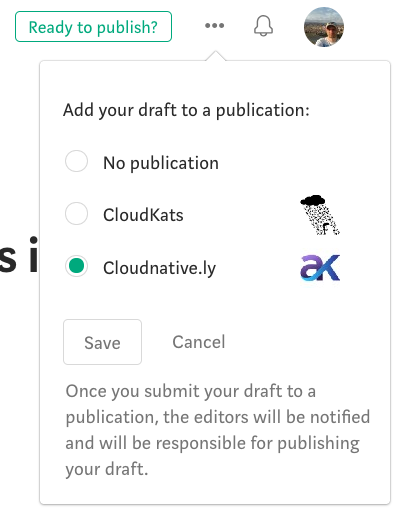 Ready to publish?
Add your draft to a publication:
No publication
CloudKats
s i
Cloudnative.ly
Save
Cancel
Once you submit your draft to a
publication, the editors will be notified
and will be responsible for publishing
your draft.